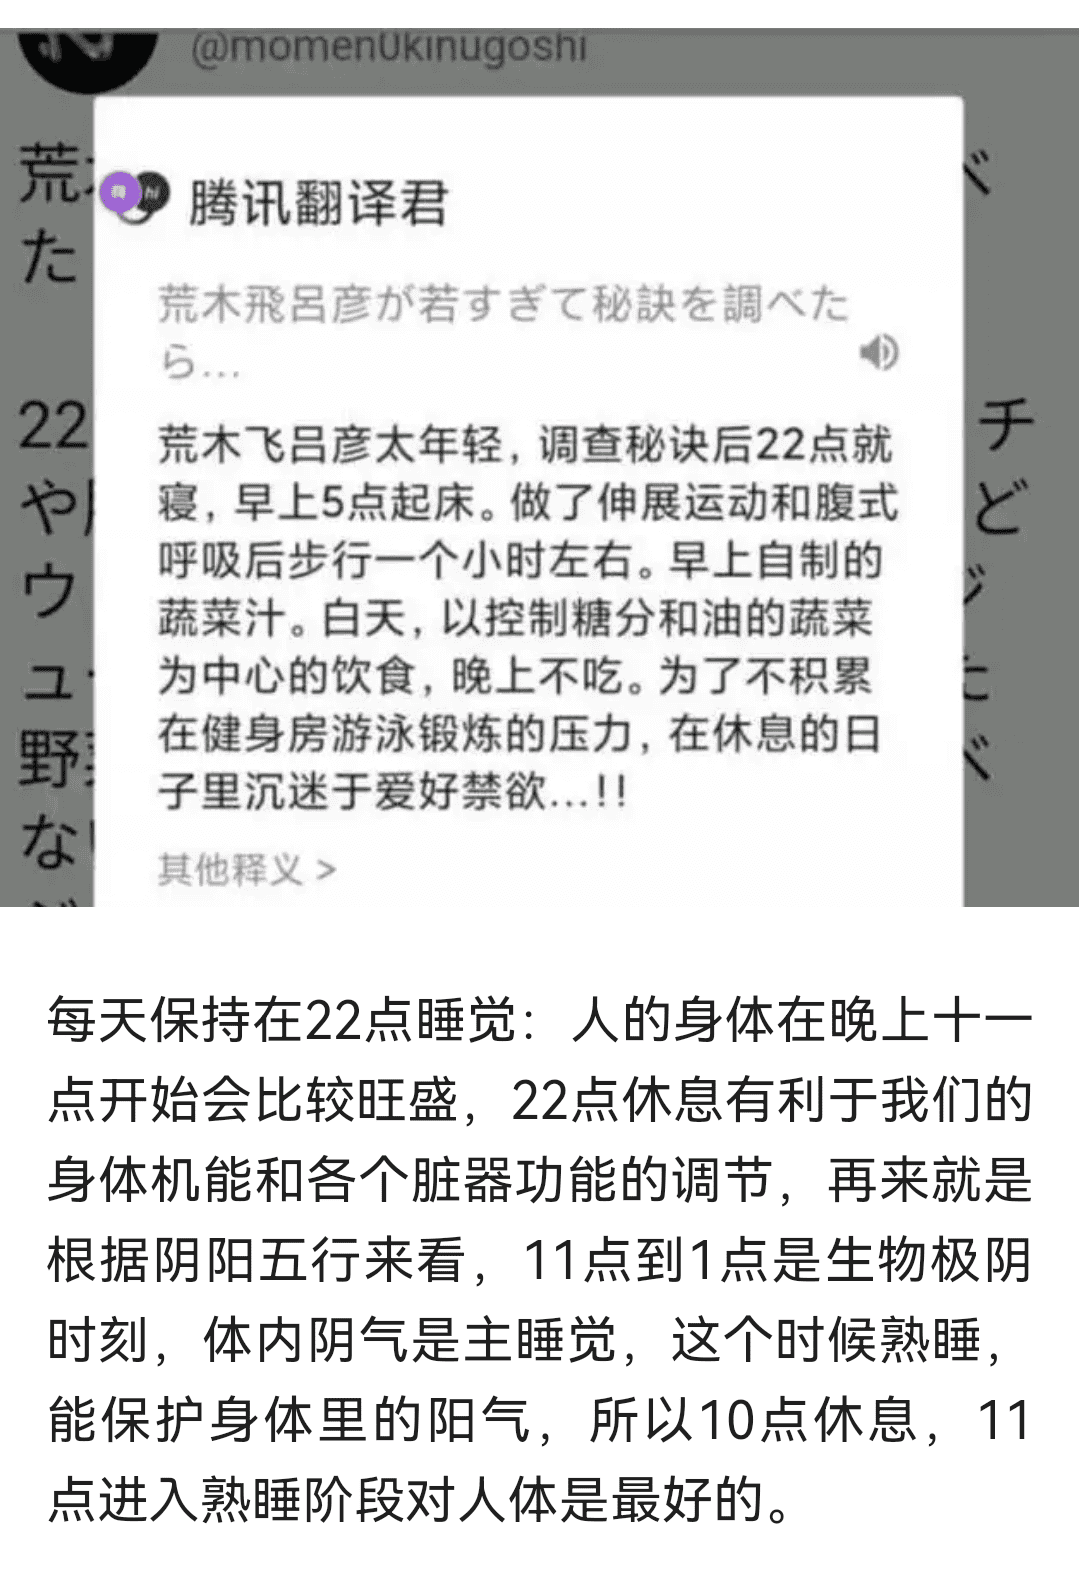 @momen0kinugoshi
荒
べ
た
腾讯翻译君
荒木飛呂彦が若すぎて秘訣を調べた
ら...
22
チ
や
ど
ウ
ジ
ュ
た
野
べ
な
荒木飞吕彦太年轻，调查秘诀后22点就
寝，早上5点起床。做了伸展运动和腹式
呼吸后步行一个小时左右。早上自制的
蔬菜汁。白天，以控制糖分和油的蔬菜
为中心的饮食，晚上不吃。为了不积累
在健身房游泳锻炼的压力，在休息的日
子里沉迷于爱好禁欲...!!
其他释义 >
每天保持在22点睡觉：人的身体在晚上十一
点开始会比较旺盛，22点休息有利于我们的
身体机能和各个脏器功能的调节，再来就是
根据阴阳五行来看，11点到1点是生物极阴
时刻，体内阴气是主睡觉，这个时候熟睡，
能保护身体里的阳气，所以10点休息，11
点进入熟睡阶段对人体是最好的。